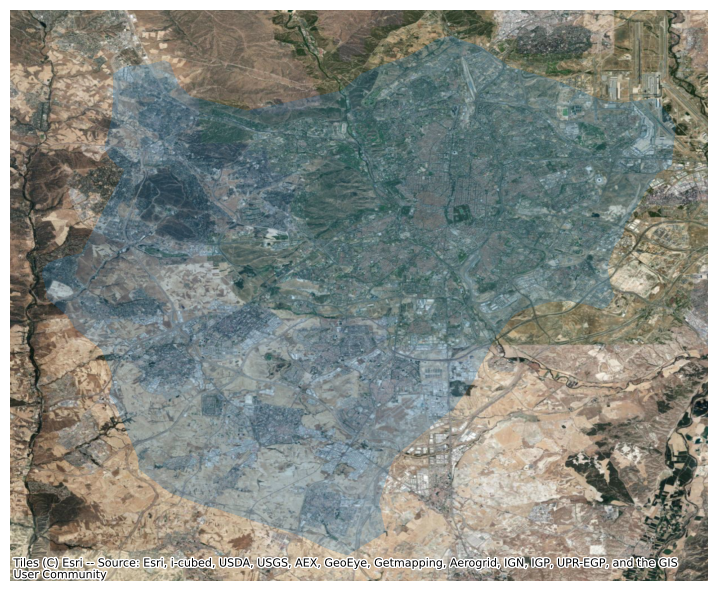 Tiles (C) Esri -- Source: Esri, i-cubed, USDA, USGS, AEX, GeoEye, Getmapping, Aerogrid, IGN, IGP, UPR-EGP, and the GIS
User Community